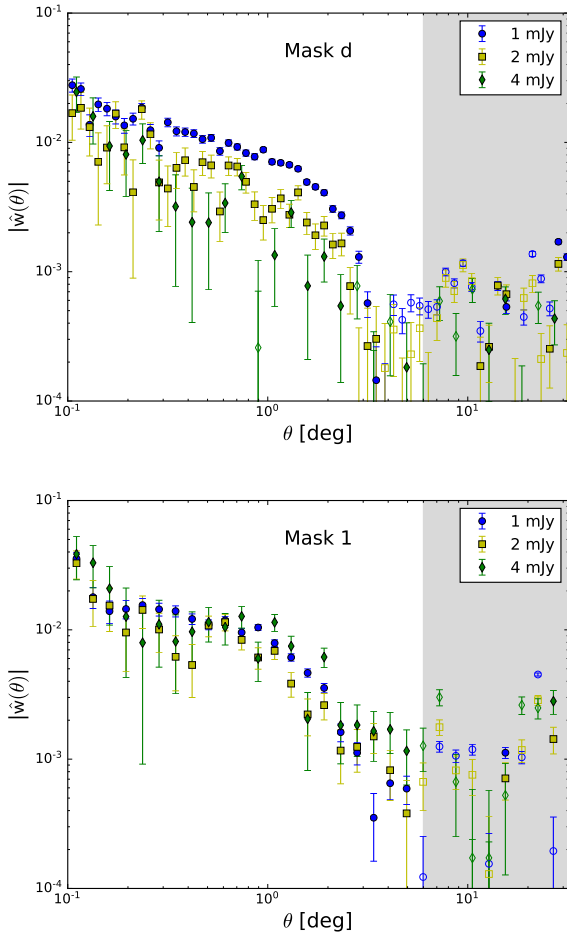 10⁻¹
Mask d
1 mJy
2 mJy
4 mJy
10⁻²
|ŵ(θ)|
10⁻³
10⁻⁴
10⁻¹ 10⁰ 10¹
θ [deg]
10⁻¹
Mask 1
1 mJy
2 mJy
4 mJy
10⁻²
|ŵ(θ)|
10⁻³
10⁻⁴
10⁻¹ 10⁰ 10¹
θ [deg]